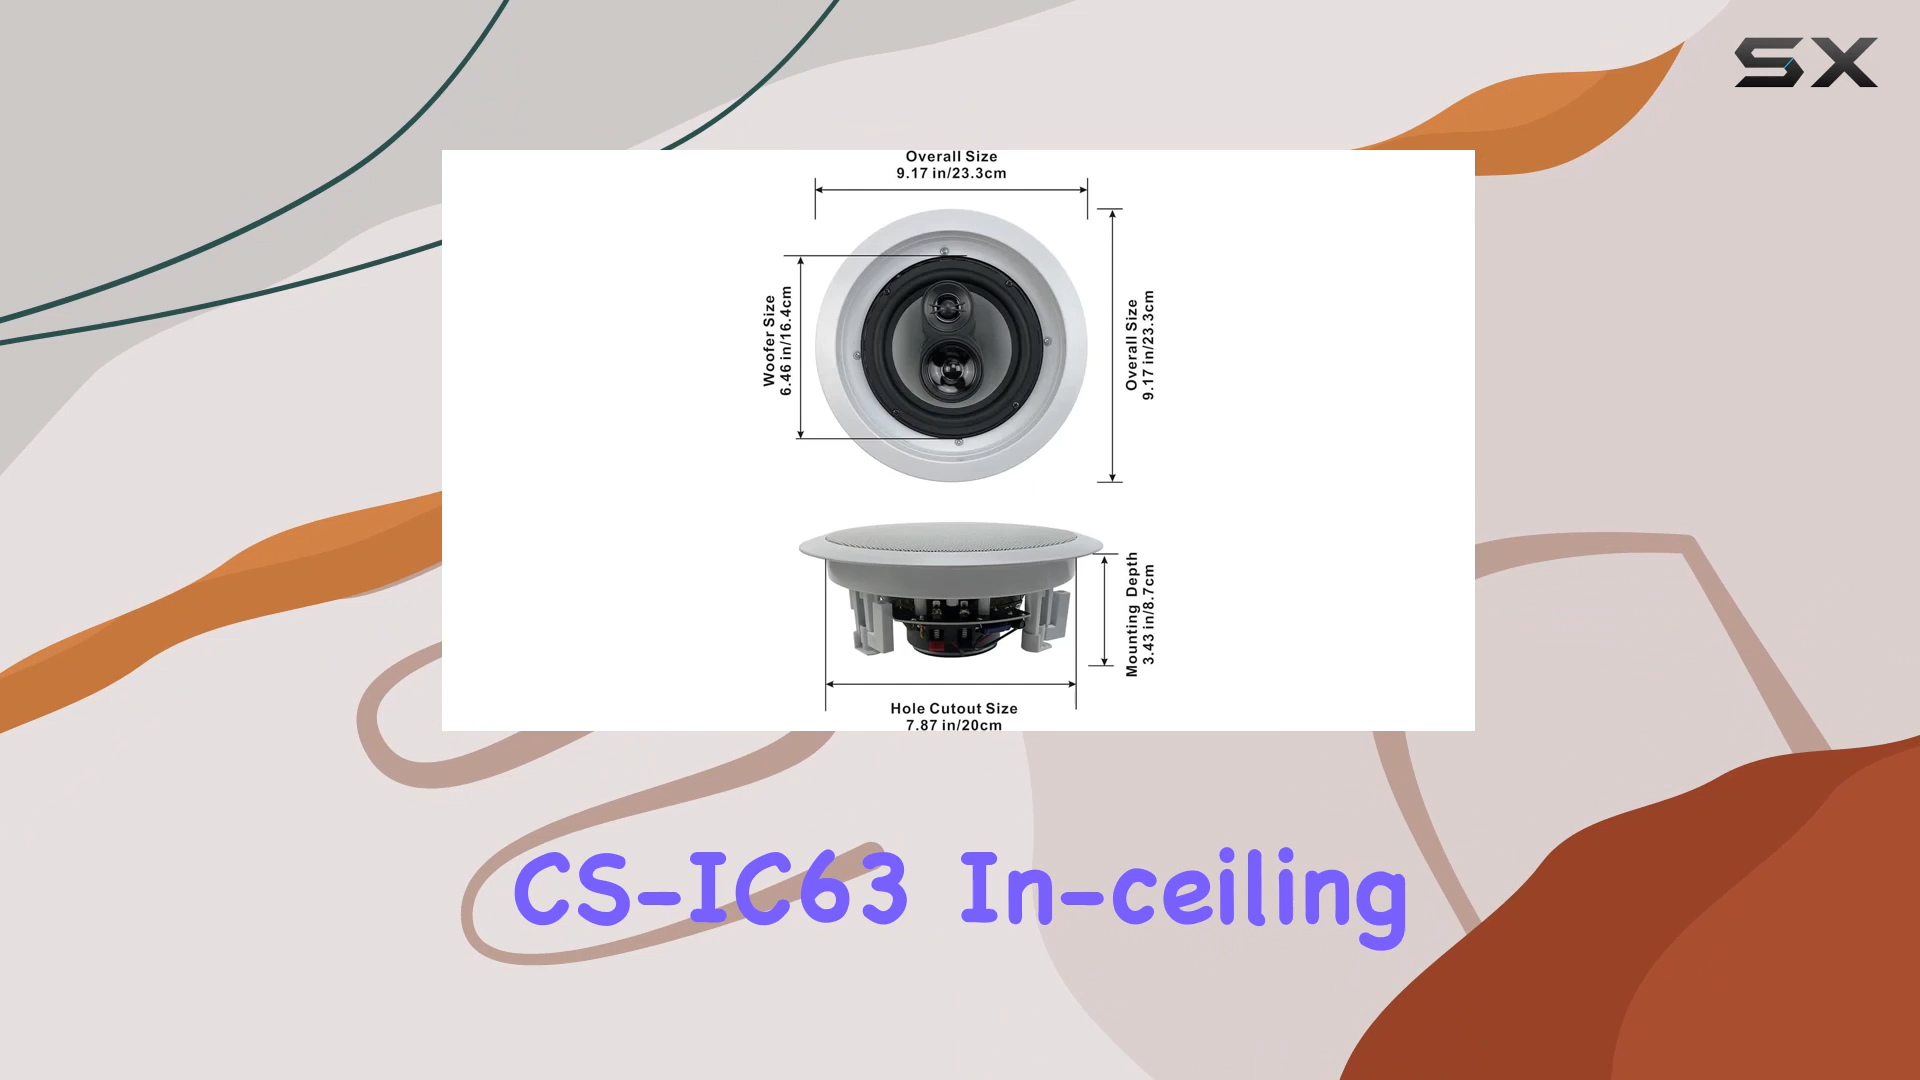 SX
Overall Size
9.17 in/23.3cm
Woofer Size
6.46 in/16.4cm
Overall Size
9.17 in/23.3cm
Mounting Depth
3.43 in/8.7cm
Hole Cutout Size
7.87 in/20cm
CS-IC63 In-ceiling